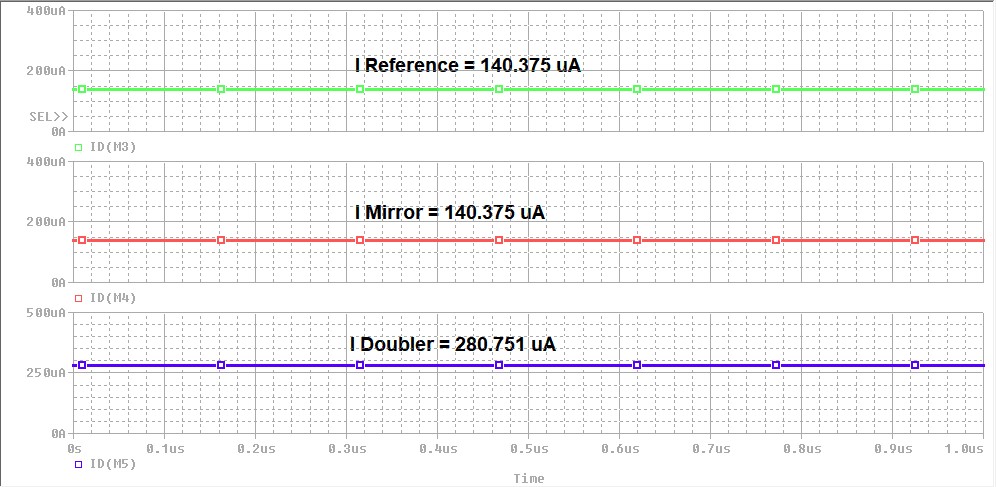 400uA
I Reference = 140.375 uA
200uA
SEL>>
0A
ID(M3)
400uA
I Mirror = 140.375 uA
200uA
0A
ID(M4)
500uA
I Doubler = 280.751 uA
250uA
0A
0s 0.1us 0.2us 0.3us 0.4us 0.5us 0.6us 0.7us 0.8us 0.9us 1.0us
ID(M5)
Time